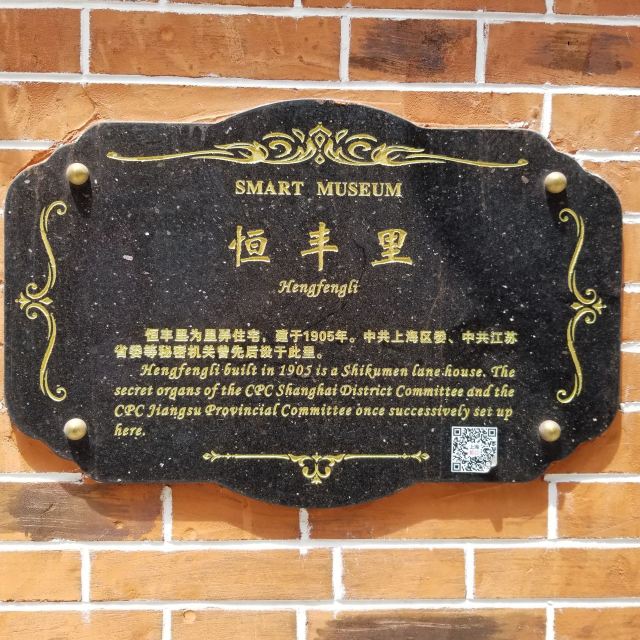 SMART MUSEUM
恒丰里
Hengfengli
恒丰里为里弄住宅，建于1905年。中共上海区委、中共江苏
省委等秘密机关曾先后设于此里。
Hengfengli built in 1905 is a Shikumen lane house. The
secret organs of the CPC Shanghai District Committee and the
CPC Jiangsu Provincial Committee once successively set up
here.